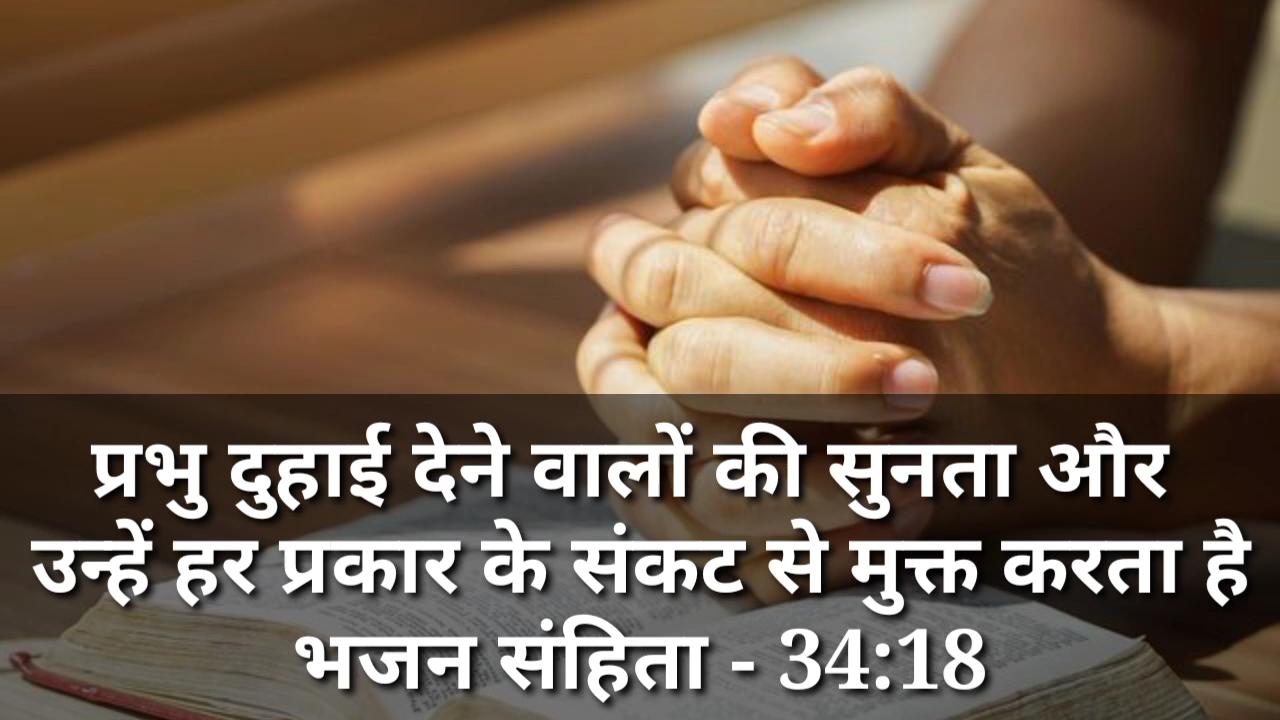 प्रभु दुहाई देने वालों की सुनता और
उन्हें हर प्रकार के संकट से मुक्त करता है
भजन संहिता - 34:18